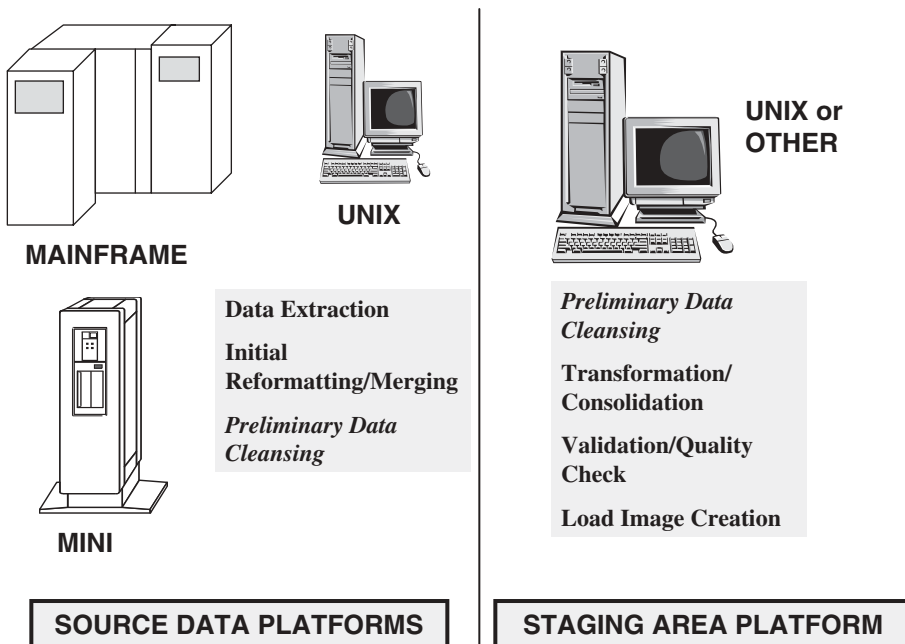 MAINFRAME
UNIX
MINI
Data Extraction
Initial
Reformatting/Merging
Preliminary Data
Cleansing
SOURCE DATA PLATFORMS
UNIX or
OTHER
Preliminary Data
Cleansing
Transformation/
Consolidation
Validation/Quality
Check
Load Image Creation
STAGING AREA PLATFORM